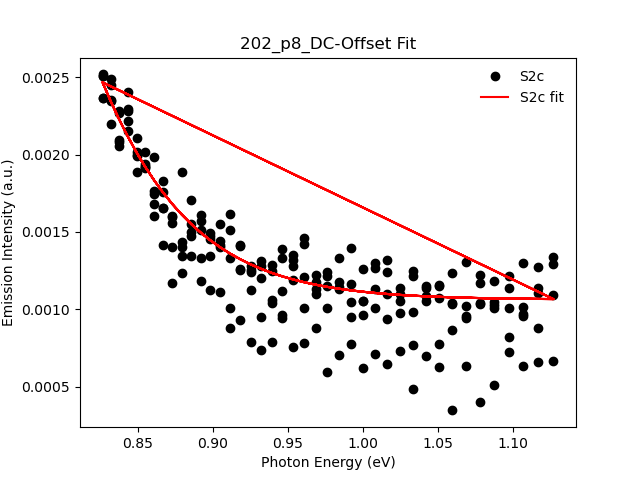 202_p8_DC-Offset Fit
S2c
S2c fit
0.0025
0.0020
0.0015
0.0010
0.0005
Emission Intensity (a.u.)
0.85 0.90 0.95 1.00 1.05 1.10
Photon Energy (eV)